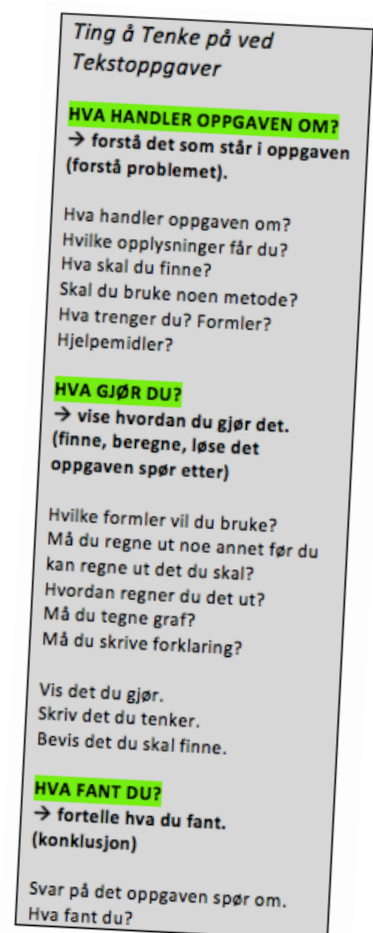 Ting å Tenke på ved
Tekstoppgaver
HVA HANDLER OPPGAVEN OM?
→ forstå det som står i oppgaven
(forstå problemet).
Hva handler oppgaven om?
Hvilke opplysninger får du?
Hva skal du finne?
Skal du bruke noen metode?
Hva trenger du? Formler?
Hjelpemidler?
HVA GJØR DU?
→ vise hvordan du gjør det.
(finne, beregne, løse det
oppgaven spør etter)
Hvilke formler vil du bruke?
Må du regne ut noe annet før du
kan regne ut det du skal?
Hvordan regner du det ut?
Må du tegne graf?
Må du skrive forklaring?
Vis det du gjør.
Skriv det du tenker.
Bevis det du skal finne.
HVA FANT DU?
→ fortelle hva du fant.
(konklusjon)
Svar på det oppgaven spør om.
Hva fant du?